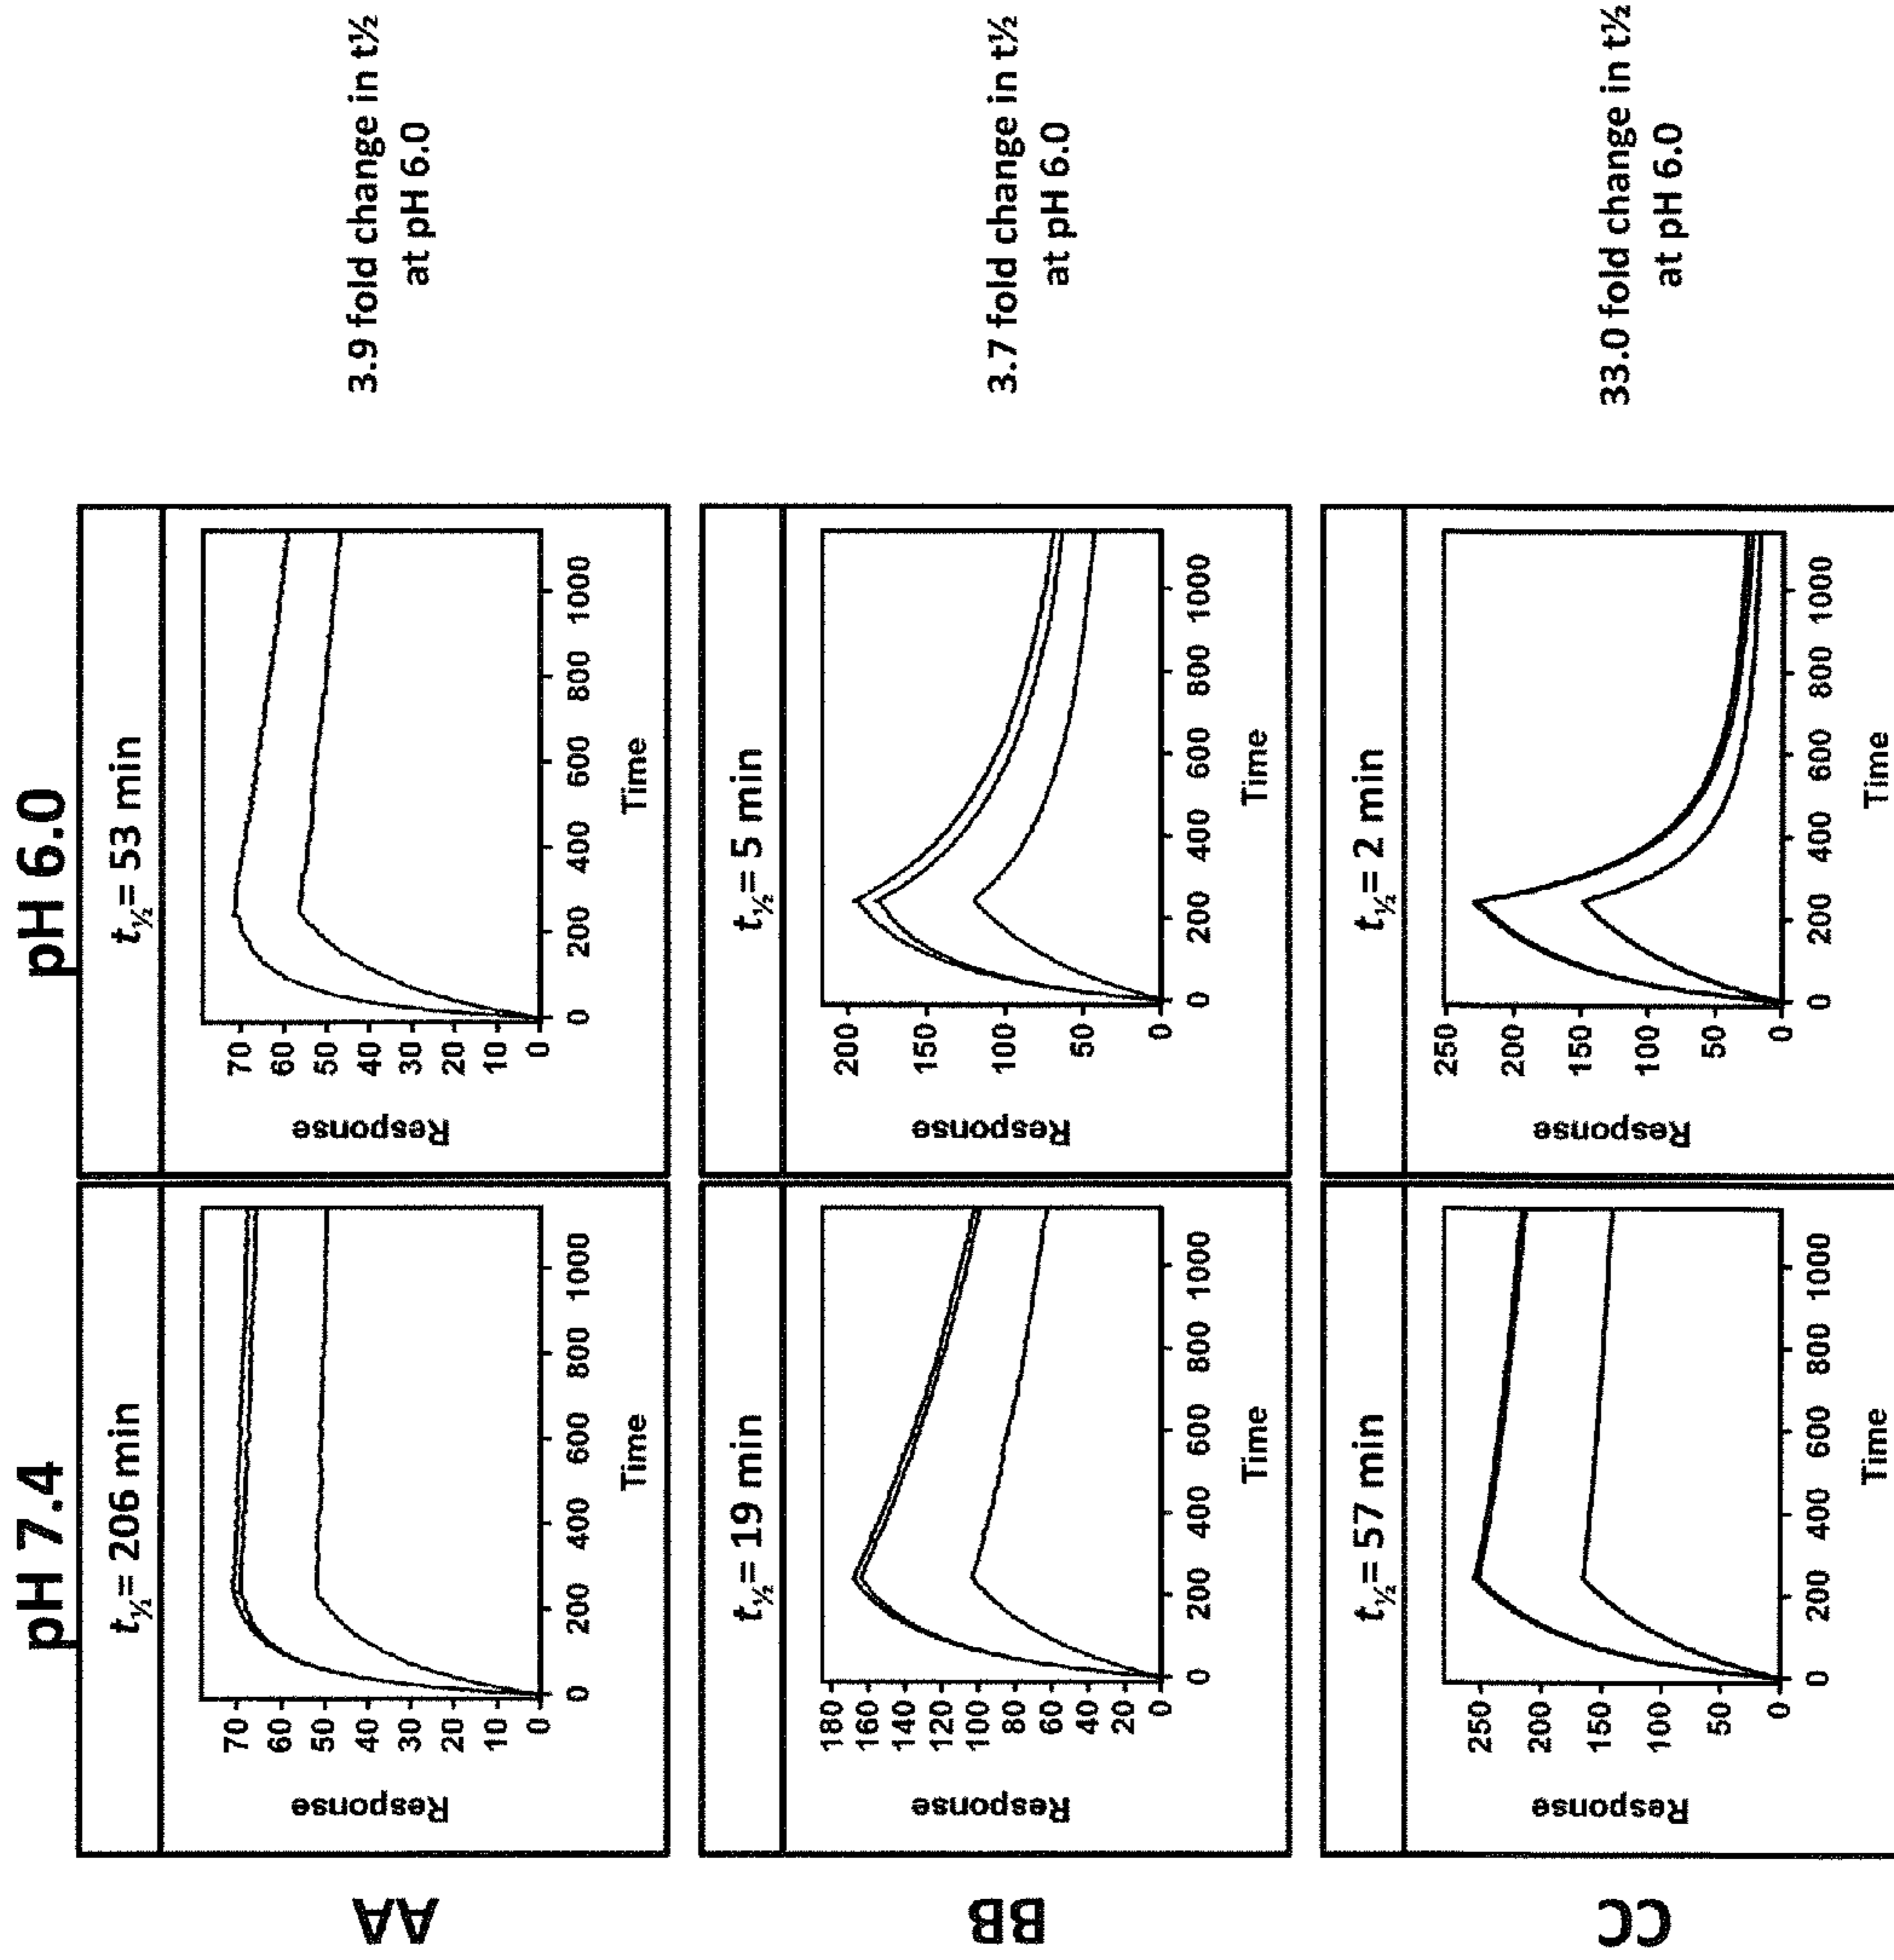 pH 7.4
pH 6.0
AA
t½= 206 min
Response
70
60
50
40
30
20
10
0
0 200 400 600 800 1000
Time
t½= 53 min
Response
70
60
50
40
30
20
10
0
0 200 400 600 800 1000
Time
3.9 fold change in t½
at pH 6.0
BB
t½= 19 min
Response
180
160
140
120
100
80
60
40
20
0
0 200 400 600 800 1000
Time
t½= 5 min
Response
200
150
100
50
0
0 200 400 600 800 1000
Time
3.7 fold change in t½
at pH 6.0
CC
t½= 57 min
Response
250
200
150
100
50
0
0 200 400 600 800 1000
Time
t½= 2 min
Response
250
200
150
100
50
0
0 200 400 600 800 1000
Time
33.0 fold change in t½
at pH 6.0